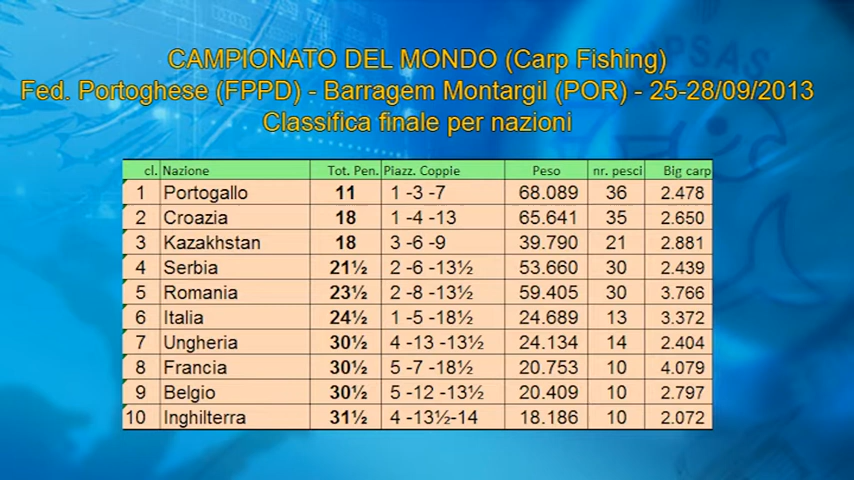 CAMPIONATO DEL MONDO (Carp Fishing)
Fed. Portoghese (FPPD) - Barragem Montargil (POR) - 25-28/09/2013
Classifica finale per nazioni
cl. Nazione Tot. Pen. Piazz. Coppie Peso nr. pesci Big carp
1 Portogallo 11 1 -3 -7 68.089 36 2.478
2 Croazia 18 1 -4 -13 65.641 35 2.650
3 Kazakhstan 18 3 -6 -9 39.790 21 2.881
4 Serbia 21½ 2 -6 -13½ 53.660 30 2.439
5 Romania 23½ 2 -8 -13½ 59.405 30 3.766
6 Italia 24½ 1 -5 -18½ 24.689 13 3.372
7 Ungheria 30½ 4 -13 -13½ 24.134 14 2.404
8 Francia 30½ 5 -7 -18½ 20.753 10 4.079
9 Belgio 30½ 5 -12 -13½ 20.409 10 2.797
10 Inghilterra 31½ 4 -13½-14 18.186 10 2.072